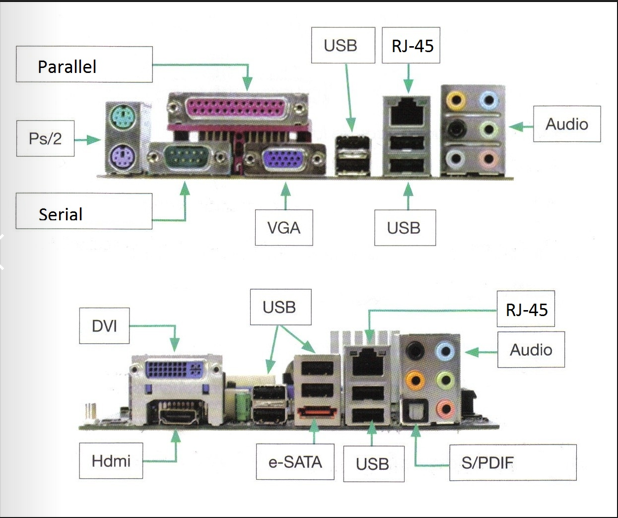 USB
RJ-45
Parallel
Audio
Ps/2
Serial
VGA
USB
USB
RJ-45
DVI
Audio
Hdmi
e-SATA
USB
S/PDIF